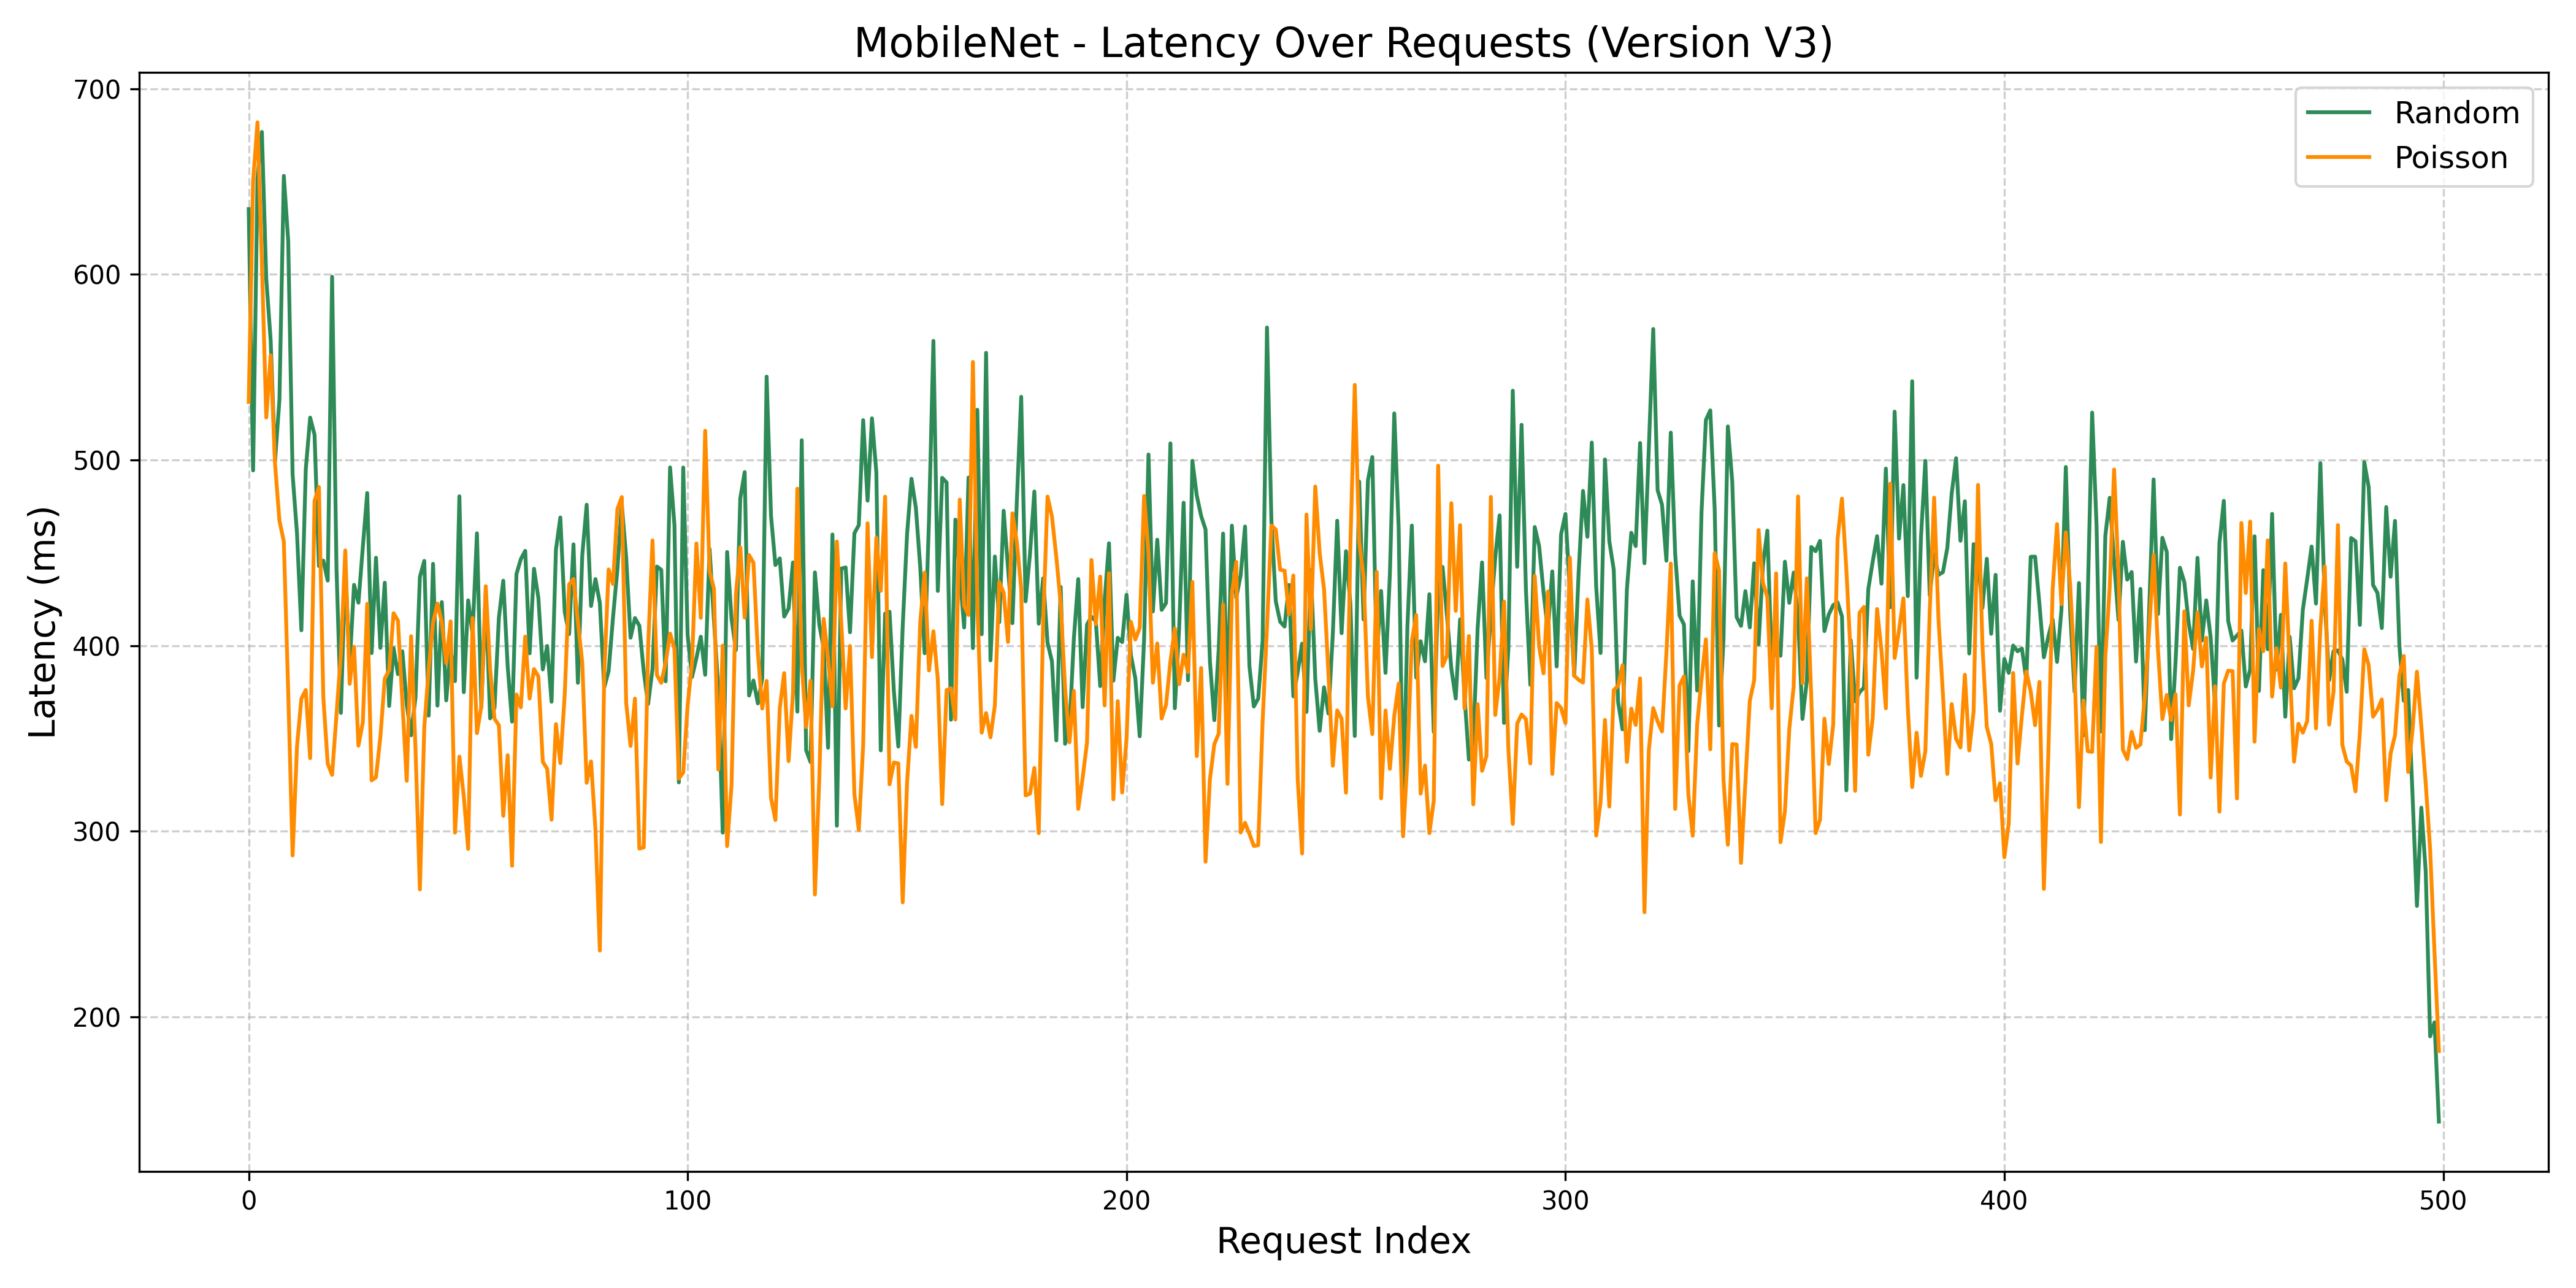 MobileNet - Latency Over Requests (Version V3)
Random
Poisson
Latency (ms)
700
600
500
400
300
200
0 100 200 300 400 500
Request Index